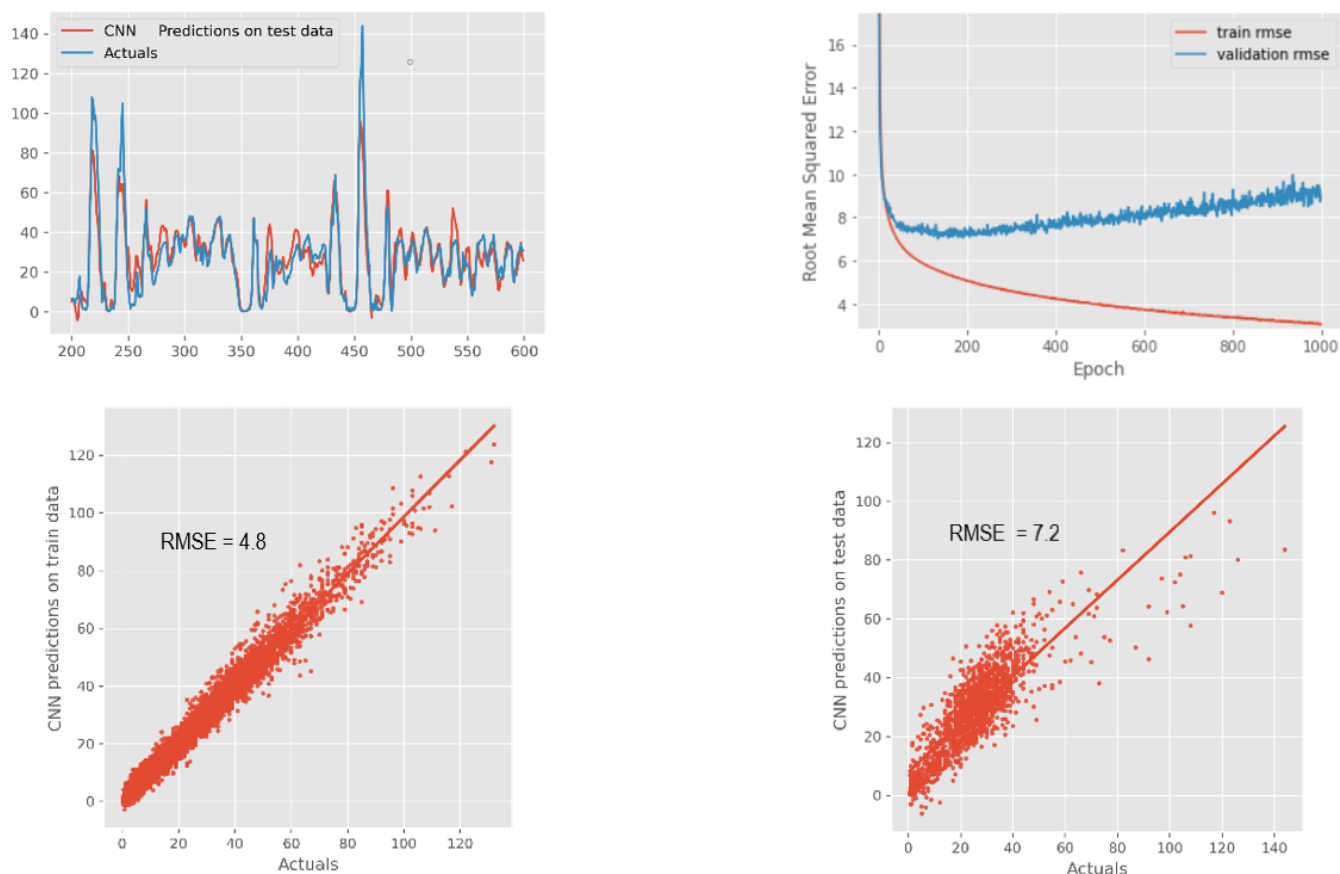 CNN Predictions on test data
Actuals
140
120
100
80
60
40
20
0
200 250 300 350 400 450 500 550 600
train rmse
validation rmse
Root Mean Squared Error
16
14
12
10
8
6
4
0 200 400 600 800 1000
Epoch
CNN predictions on train data
RMSE = 4.8
120
100
80
60
40
20
0
0 20 40 60 80 100 120
Actuals
CNN predictions on test data
RMSE = 7.2
120
100
80
60
40
20
0
0 20 40 60 80 100 120 140
Actuals